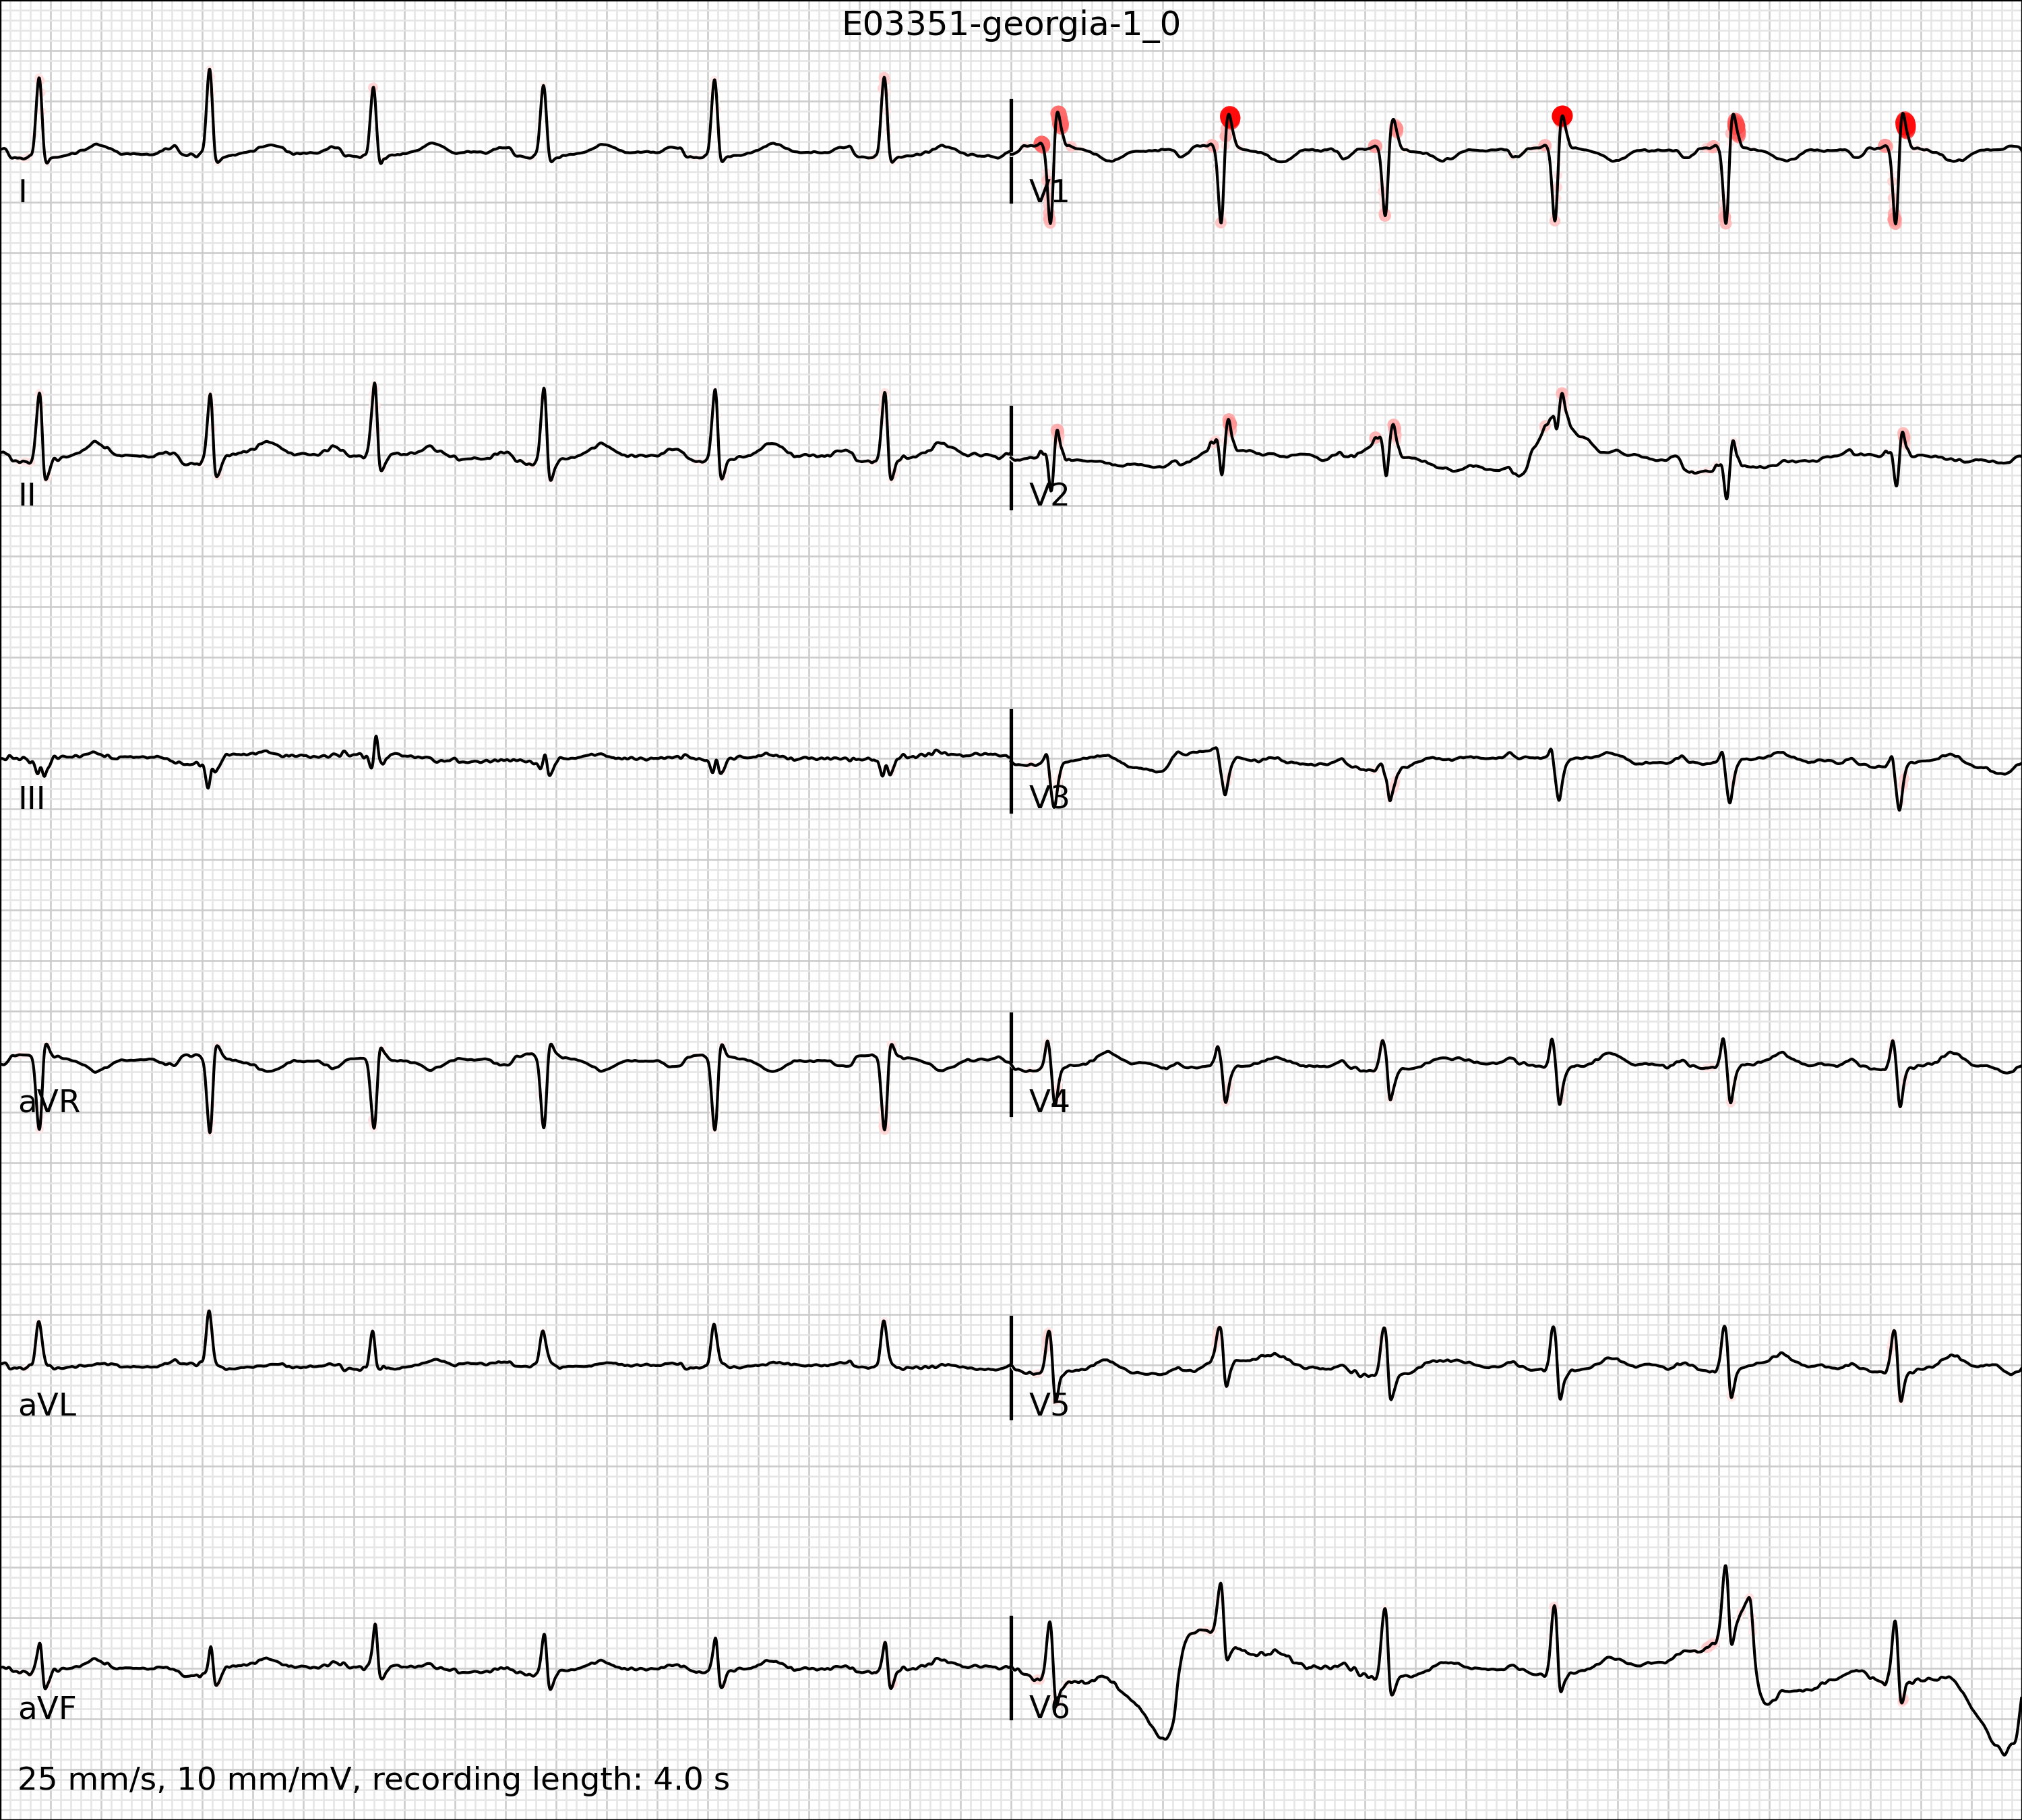 E03351-georgia-1_0
I
V1
II
V2
III
V3
aVR
V4
aVL
V5
aVF
V6
25 mm/s, 10 mm/mV, recording length: 4.0 s